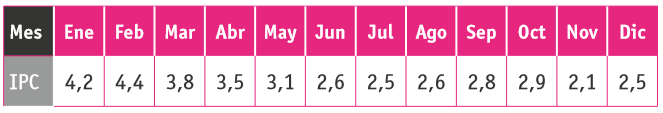 Mes Ene Feb Mar Abr May Jun Jul Ago Sep Oct Nov Dic
IPC 4,2 4,4 3,8 3,5 3,1 2,6 2,5 2,6 2,8 2,9 2,1 2,5